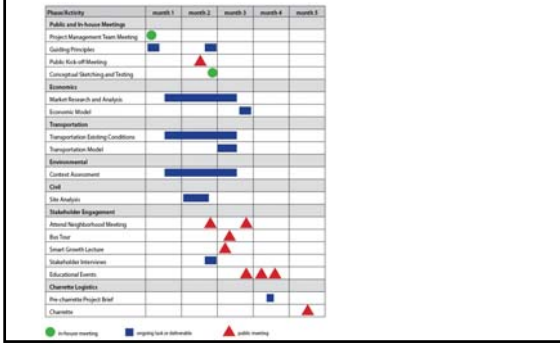 Phase/Activity month 1 month 2 month 3 month 4 month 5
Public and In-house Meetings
Project Management Team Meeting
Guiding Principles
Public Kick-off Meeting
Conceptual Sketching and Testing
Economics
Market Research and Analysis
Economic Model
Transportation
Transportation Existing Conditions
Transportation Model
Environmental
Context Assessment
Civil
Site Analysis
Stakeholder Engagement
Attend Neighborhood Meeting
Bus Tour
Smart Growth Lecture
Stakeholder Interviews
Educational Events
Charrette Logistics
Pre-charrette Project Brief
Charrette
in-house meeting ongoing task or deliverable public meeting